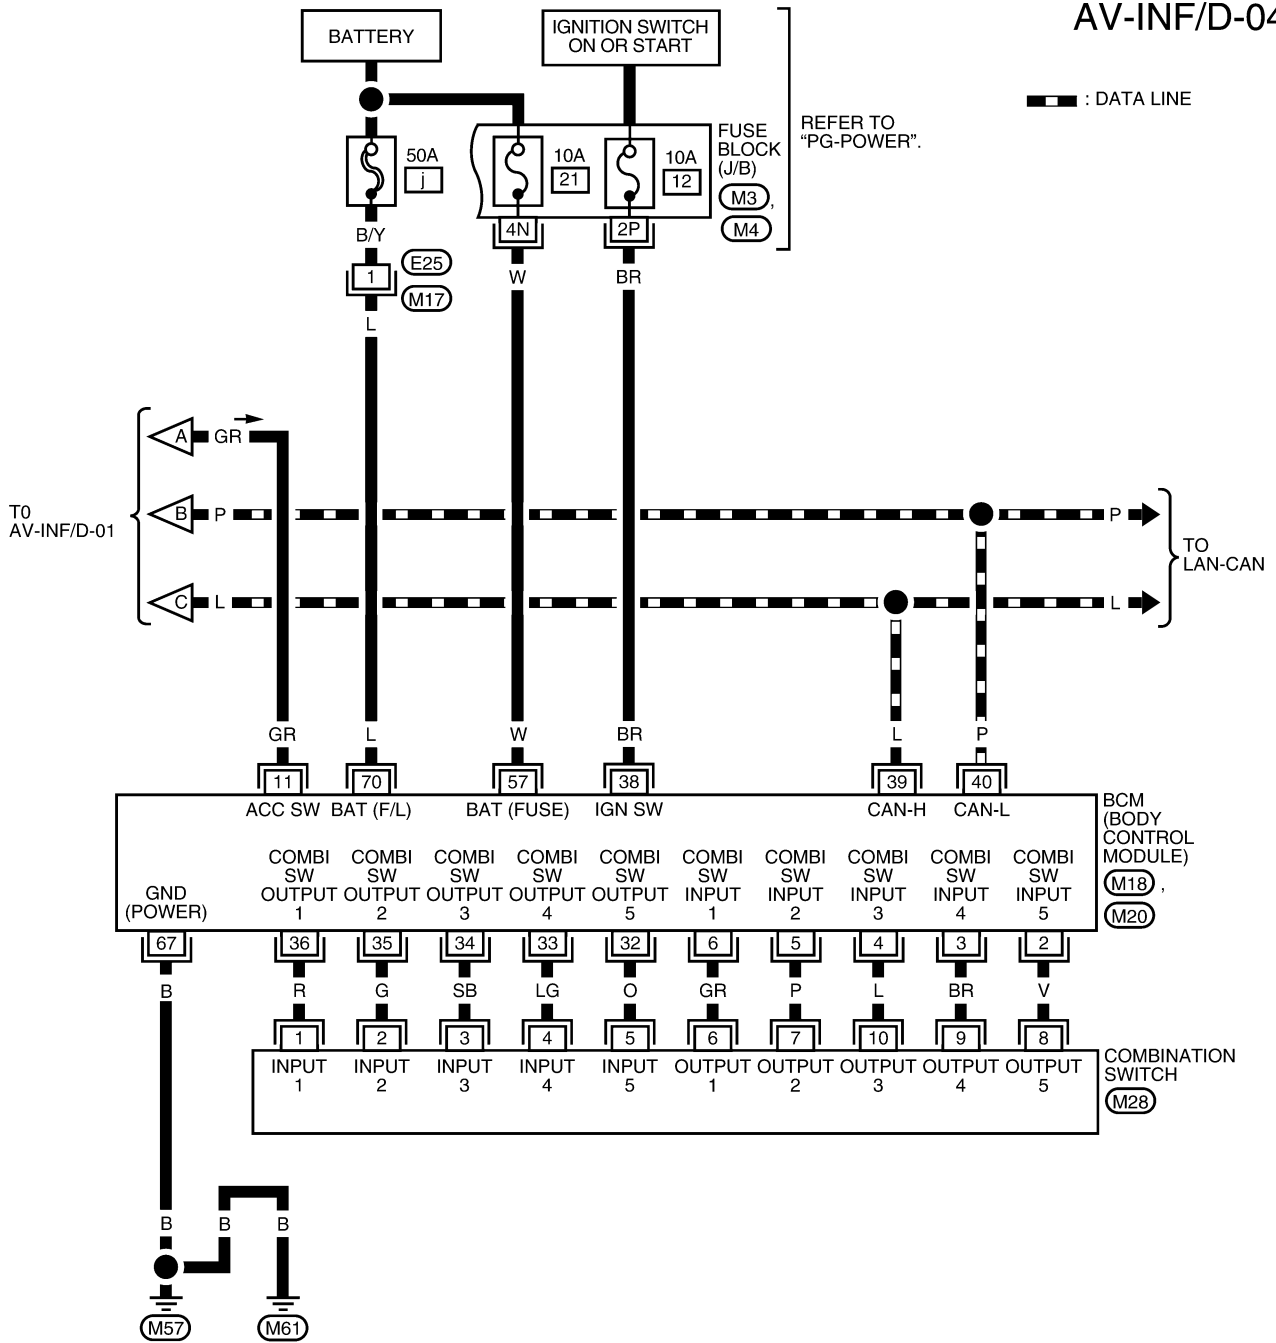 AV-INF/D-04
BATTERY
IGNITION SWITCH
ON OR START
: DATA LINE
REFER TO
“PG-POWER”.
FUSE
BLOCK
(J/B)
M3 ,
M4
50A
j
10A
21
10A
12
4N
2P
B/Y
1
E25
M17
W
BR
L
A
GR
T0
AV-INF/D-01
B
P
P
C
L
L
TO
LAN-CAN
GR
L
W
BR
L
P
11
70
57
38
39
40
ACC SW
BAT (F/L)
BAT (FUSE)
IGN SW
CAN-H
CAN-L
BCM
(BODY
CONTROL
MODULE)
M18 ,
M20
GND
(POWER)
COMBI
SW
OUTPUT
1
COMBI
SW
OUTPUT
2
COMBI
SW
OUTPUT
3
COMBI
SW
OUTPUT
4
COMBI
SW
OUTPUT
5
COMBI
SW
INPUT
1
COMBI
SW
INPUT
2
COMBI
SW
INPUT
3
COMBI
SW
INPUT
4
COMBI
SW
INPUT
5
67
36
35
34
33
32
6
5
4
3
2
B
R
G
SB
LG
O
GR
P
L
BR
V
1
2
3
4
5
6
7
10
9
8
INPUT
1
INPUT
2
INPUT
3
INPUT
4
INPUT
5
OUTPUT
1
OUTPUT
2
OUTPUT
3
OUTPUT
4
OUTPUT
5
COMBINATION
SWITCH
M28
B
B
B
M57
M61